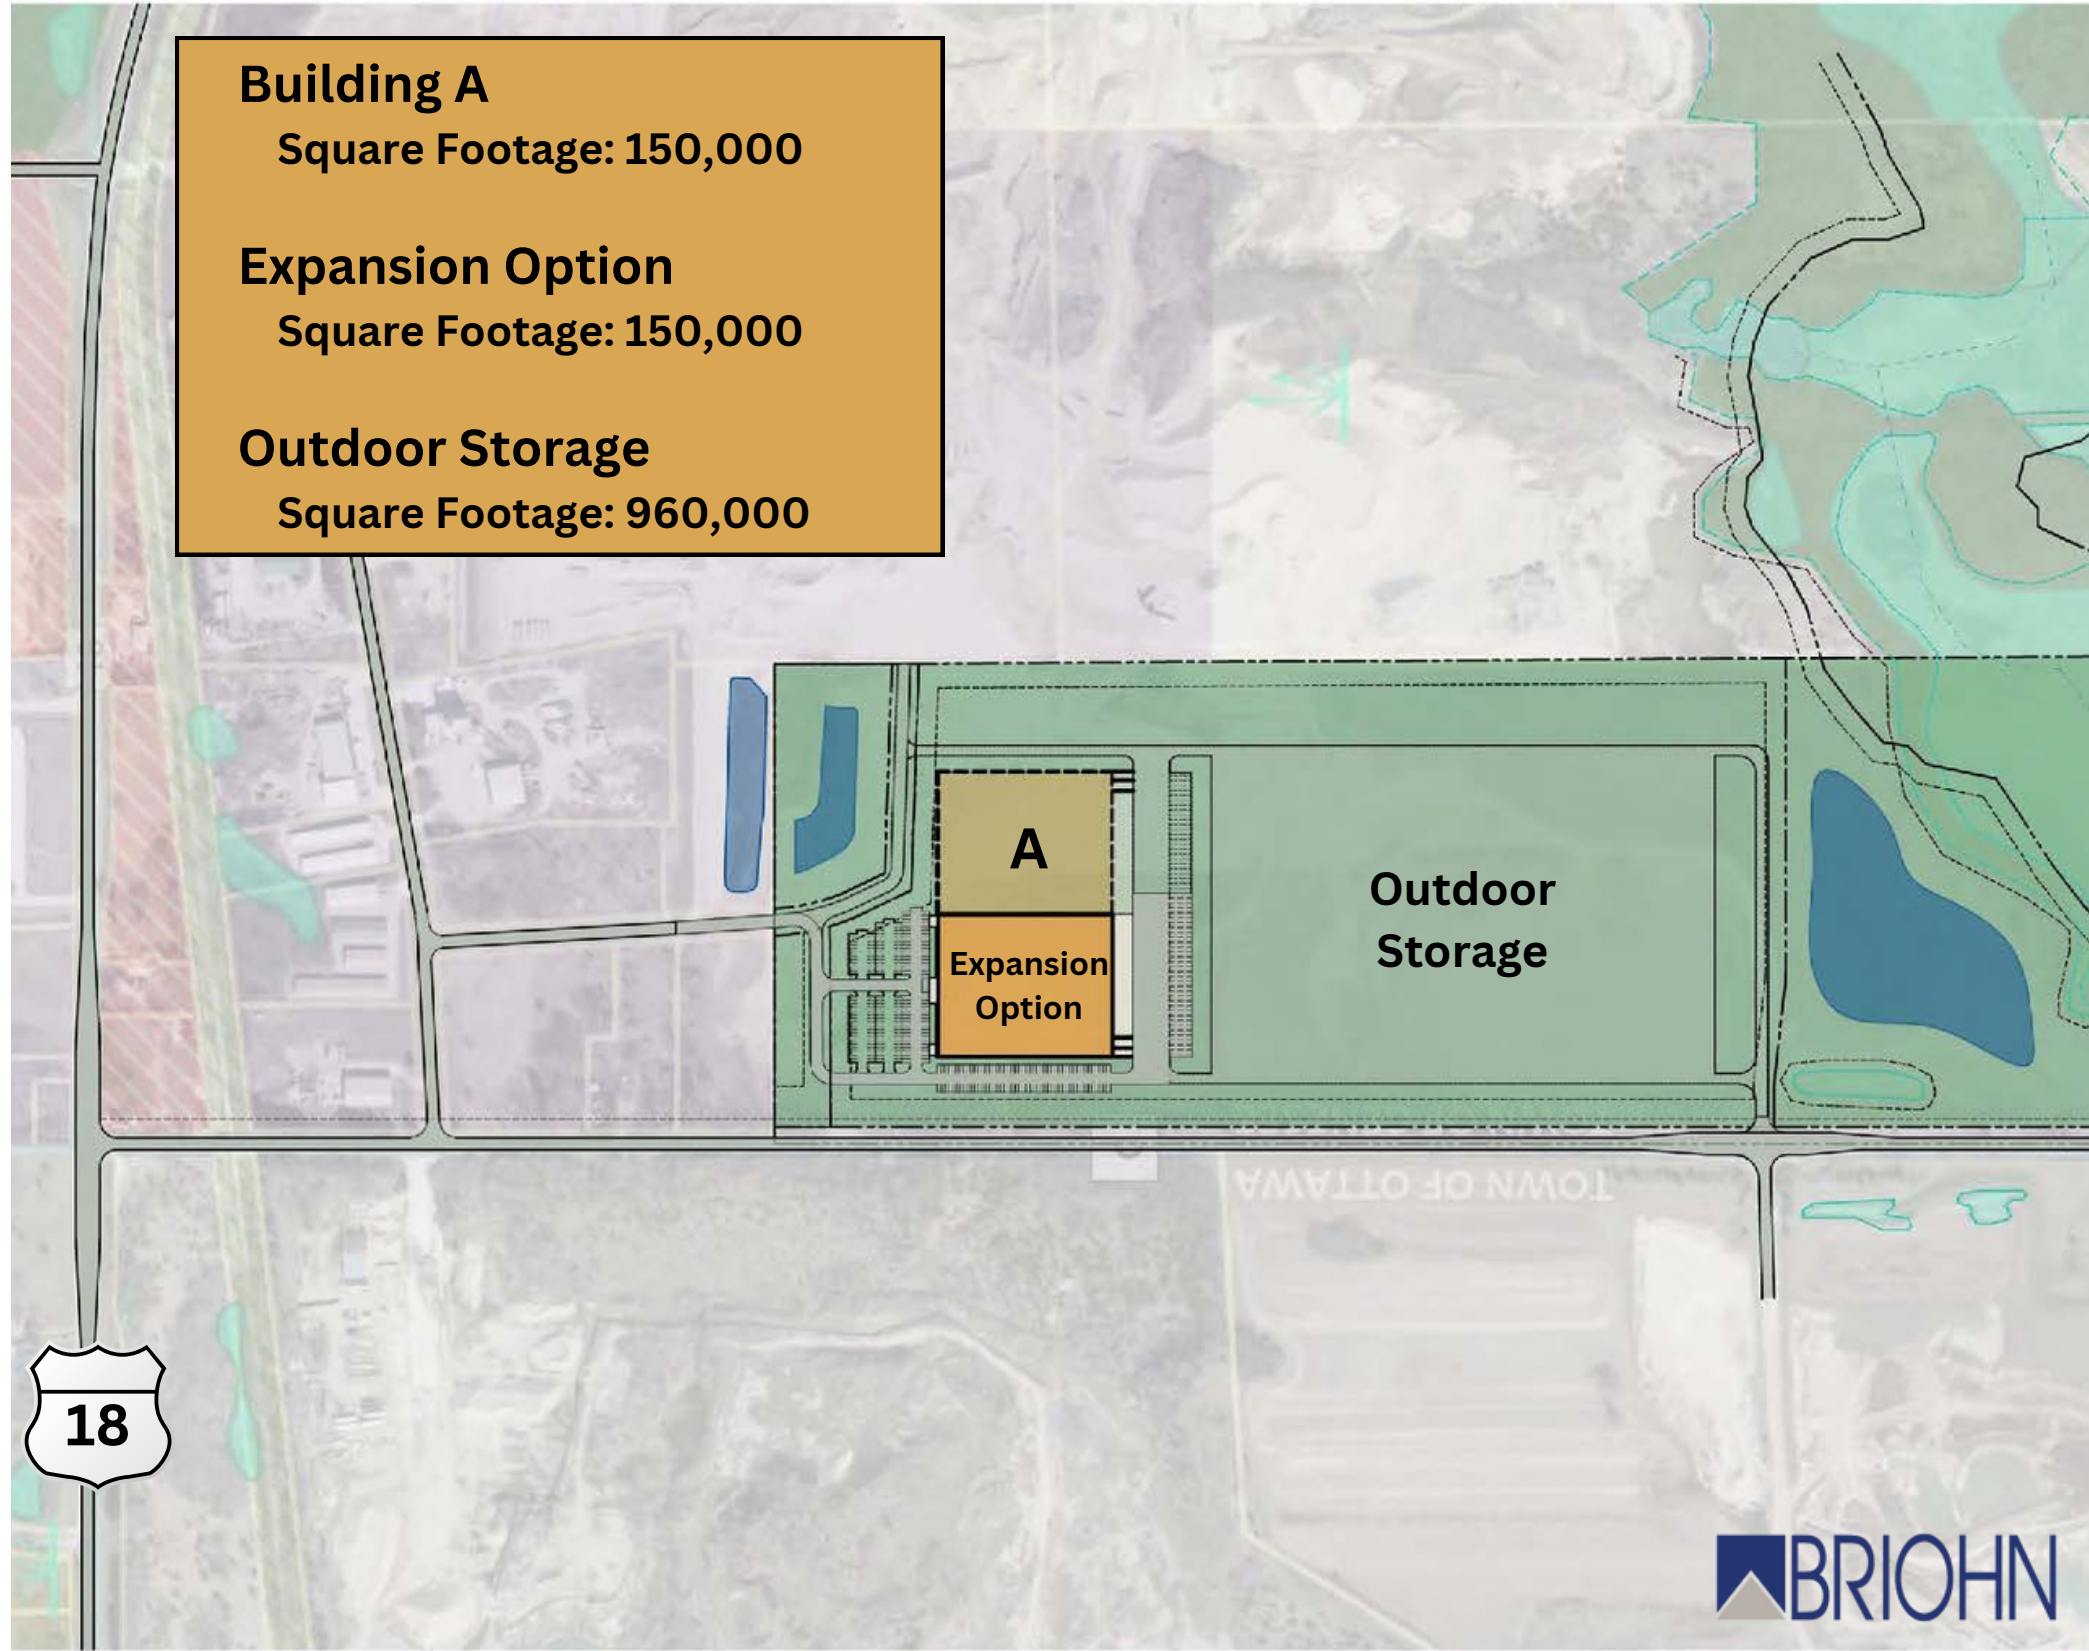 Building A
Square Footage: 150,000
Expansion Option
Square Footage: 150,000
Outdoor Storage
Square Footage: 960,000
A
Expansion
Option
Outdoor
Storage
TOWN OF OTTAWA
18
BRIOHN